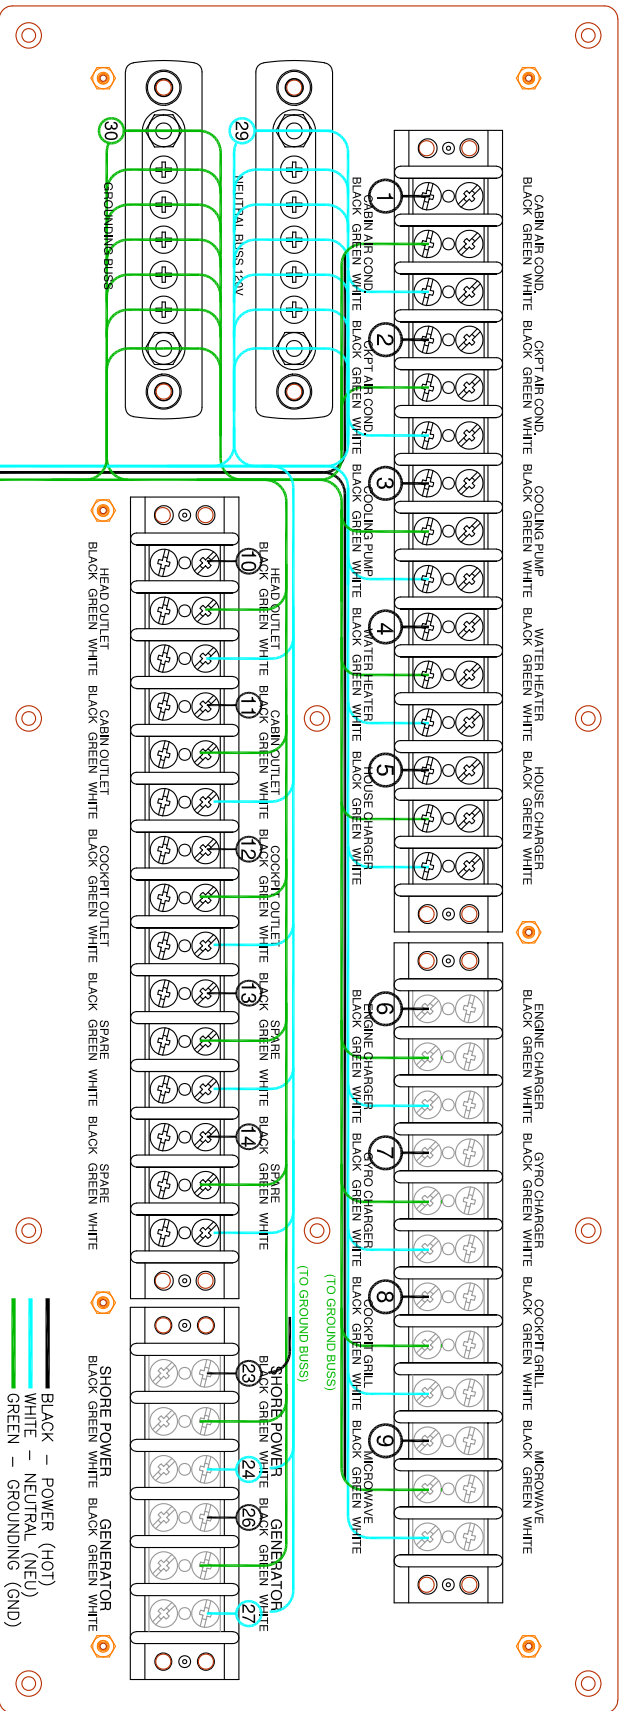 CABIN AIR COND.
BLACK GREEN WHITE
CKPT AIR COND.
BLACK GREEN WHITE
COOLING PUMP
BLACK GREEN WHITE
WATER HEATER
BLACK GREEN WHITE
HOUSE CHARGER
BLACK GREEN WHITE
ENGINE CHARGER
BLACK GREEN WHITE
GYRO CHARGER
BLACK GREEN WHITE
COCKPIT GRILL
BLACK GREEN WHITE
MICROWAVE
BLACK GREEN WHITE
1
2
3
4
5
6
7
8
9
CABIN AIR COND.
BLACK GREEN WHITE
CKPT AIR COND.
BLACK GREEN WHITE
COOLING PUMP
BLACK GREEN WHITE
WATER HEATER
BLACK GREEN WHITE
HOUSE CHARGER
BLACK GREEN WHITE
ENGINE CHARGER
BLACK GREEN WHITE
GYRO CHARGER
BLACK GREEN WHITE
COCKPIT GRILL
BLACK GREEN WHITE
MICROWAVE
BLACK GREEN WHITE
(TO GROUND BUSS)
(TO GROUND BUSS)
29
NEUTRAL BUSS 120V
30
GROUNDING BUSS
HEAD OUTLET
BLACK GREEN WHITE
CABIN OUTLET
BLACK GREEN WHITE
COCKPIT OUTLET
BLACK GREEN WHITE
SPARE
BLACK GREEN WHITE
SPARE
BLACK GREEN WHITE
SHORE POWER
BLACK GREEN WHITE
GENERATOR
BLACK GREEN WHITE
10
11
12
13
14
23
24
26
27
HEAD OUTLET
BLACK GREEN WHITE
CABIN OUTLET
BLACK GREEN WHITE
COCKPIT OUTLET
BLACK GREEN WHITE
SPARE
BLACK GREEN WHITE
SPARE
BLACK GREEN WHITE
SHORE POWER
BLACK GREEN WHITE
GENERATOR
BLACK GREEN WHITE
BLACK – POWER (HOT)
WHITE – NEUTRAL (NEU)
GREEN – GROUNDING (GND)